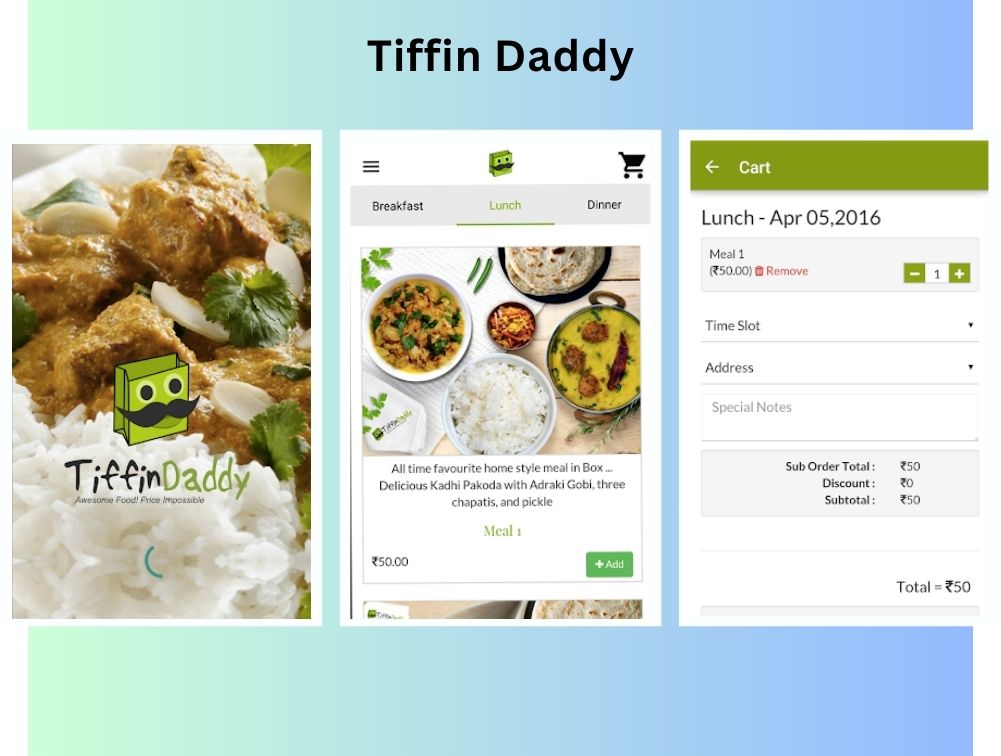 Tiffin Daddy
TiffinDaddy
Awesome Food! Price Impossible
Breakfast
Lunch
Dinner
TiffinDaddy
All time favourite home style meal in Box ...
Delicious Kadhi Pakoda with Adraki Gobi, three
chapatis, and pickle
Meal 1
₹50.00
+ Add
TiffinDaddy
Cart
Lunch - Apr 05,2016
Meal 1
(₹50.00) Remove
− 1 +
Time Slot
Address
Special Notes
Sub Order Total : ₹50
Discount : ₹0
Subtotal : ₹50
Total = ₹50